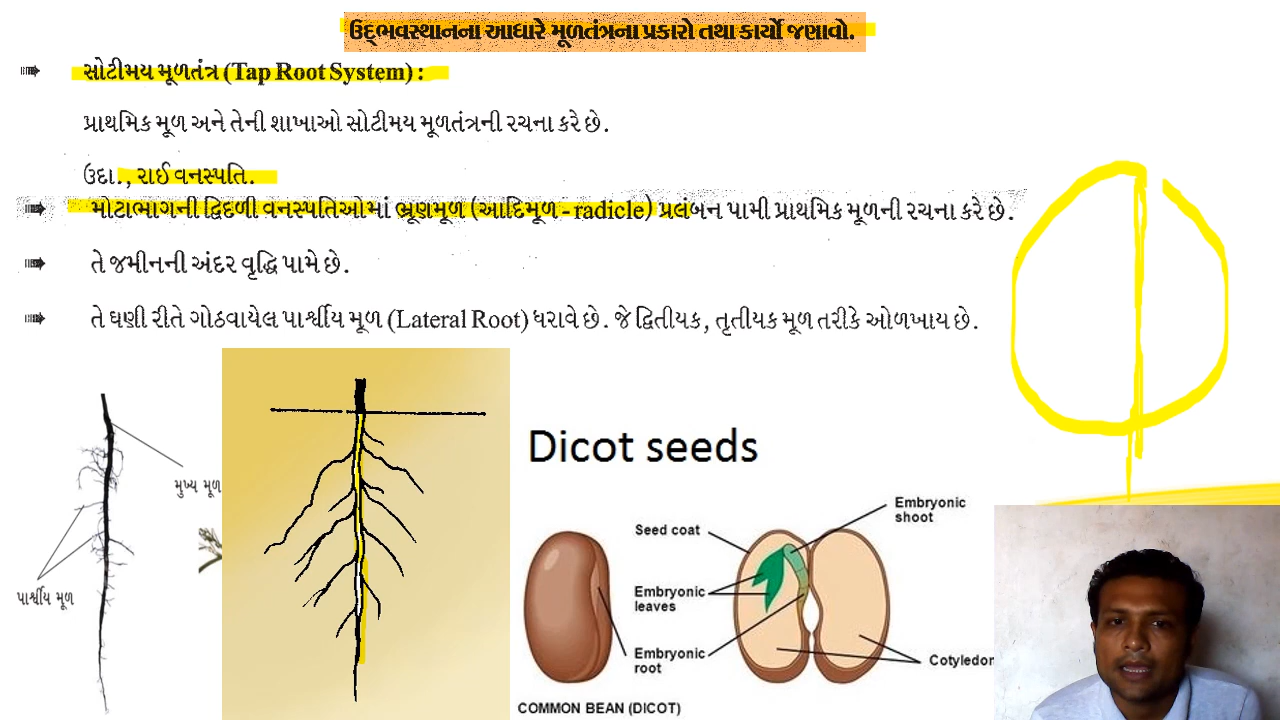 ઉદ્ભવસ્થાનના આધારે મૂળતંત્રના પ્રકારો તથા કાર્યો જણાવો.
સોટીમય મૂળતંત્ર (Tap Root System) :
પ્રાથમિક મૂળ અને તેની શાખાઓ સોટીમય મૂળતંત્રની રચના કરે છે.
ઉદા., રાઈ વનસ્પતિ.
મોટાભાગની દ્વિદળી વનસ્પતિઓમાં ભ્રૂણમૂળ (આદિમૂળ - radicle) પ્રલંબન પામી પ્રાથમિક મૂળની રચના કરે છે.
તે જમીનની અંદર વૃદ્ધિ પામે છે.
તે ઘણી રીતે ગોઠવાયેલ પાર્શ્વીય મૂળ (Lateral Root) ધરાવે છે. જે દ્વિતીયક, તૃતીયક મૂળ તરીકે ઓળખાય છે.
મુખ્ય મૂળ
પાર્શ્વીય મૂળ
Dicot seeds
Embryonic
shoot
Seed coat
Embryonic
leaves
Embryonic
root
Cotyledon
COMMON BEAN (DICOT)